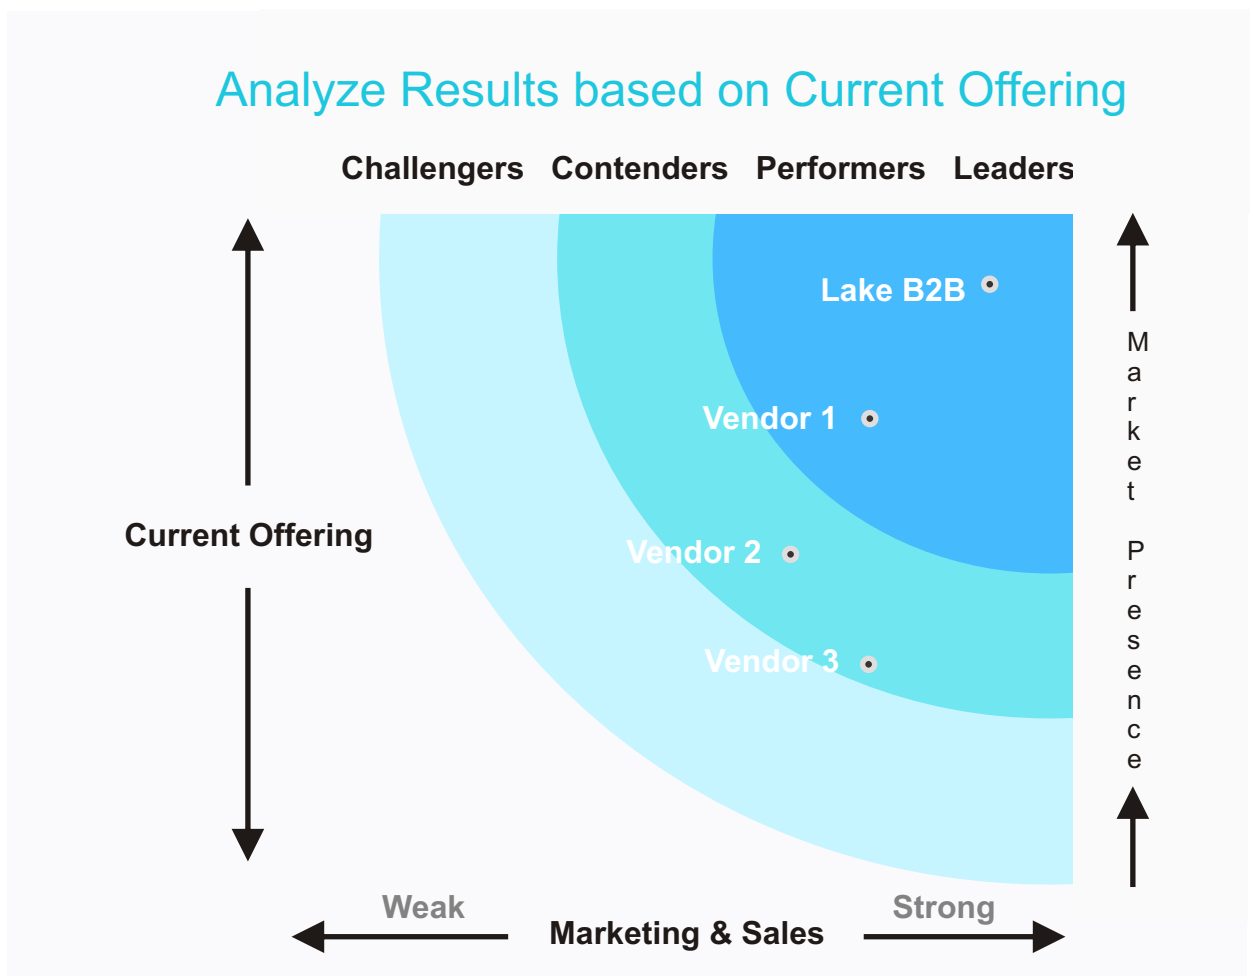 Analyze Results based on Current Offering
Challengers Contenders Performers Leaders
Lake B2B
Vendor 1
Vendor 2
Vendor 3
Current Offering
Market Presence
Weak
Strong
Marketing & Sales